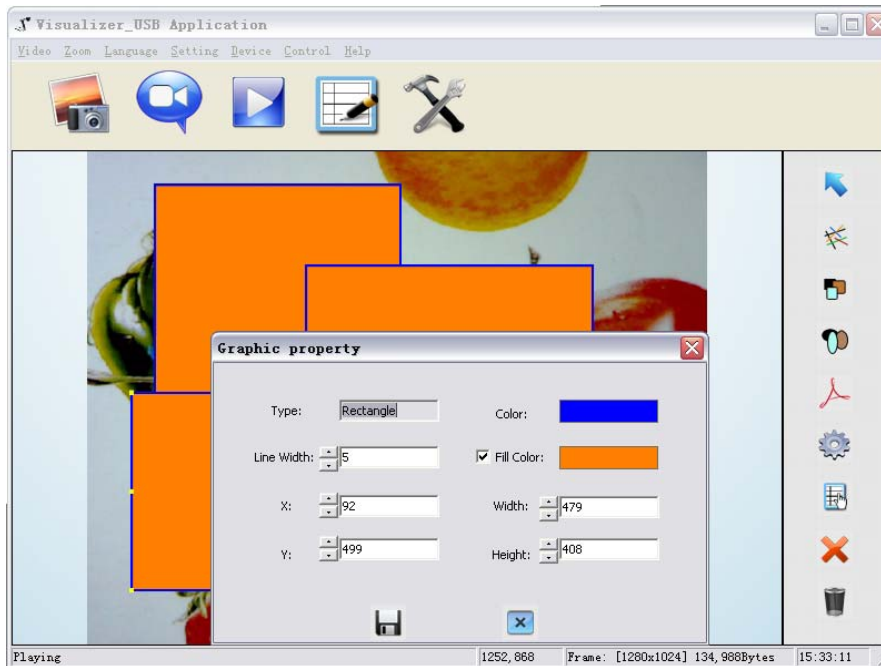 Visualizer_USB Application
Video Zoom Language Setting Device Control Help
Graphic property
Type: Rectangle Color:
Line Width: 5 Fill Color:
X: 92 Width: 479
Y: 499 Height: 408
Playing 1252,868 Frame: [1280x1024] 134,988Bytes 15:33:11